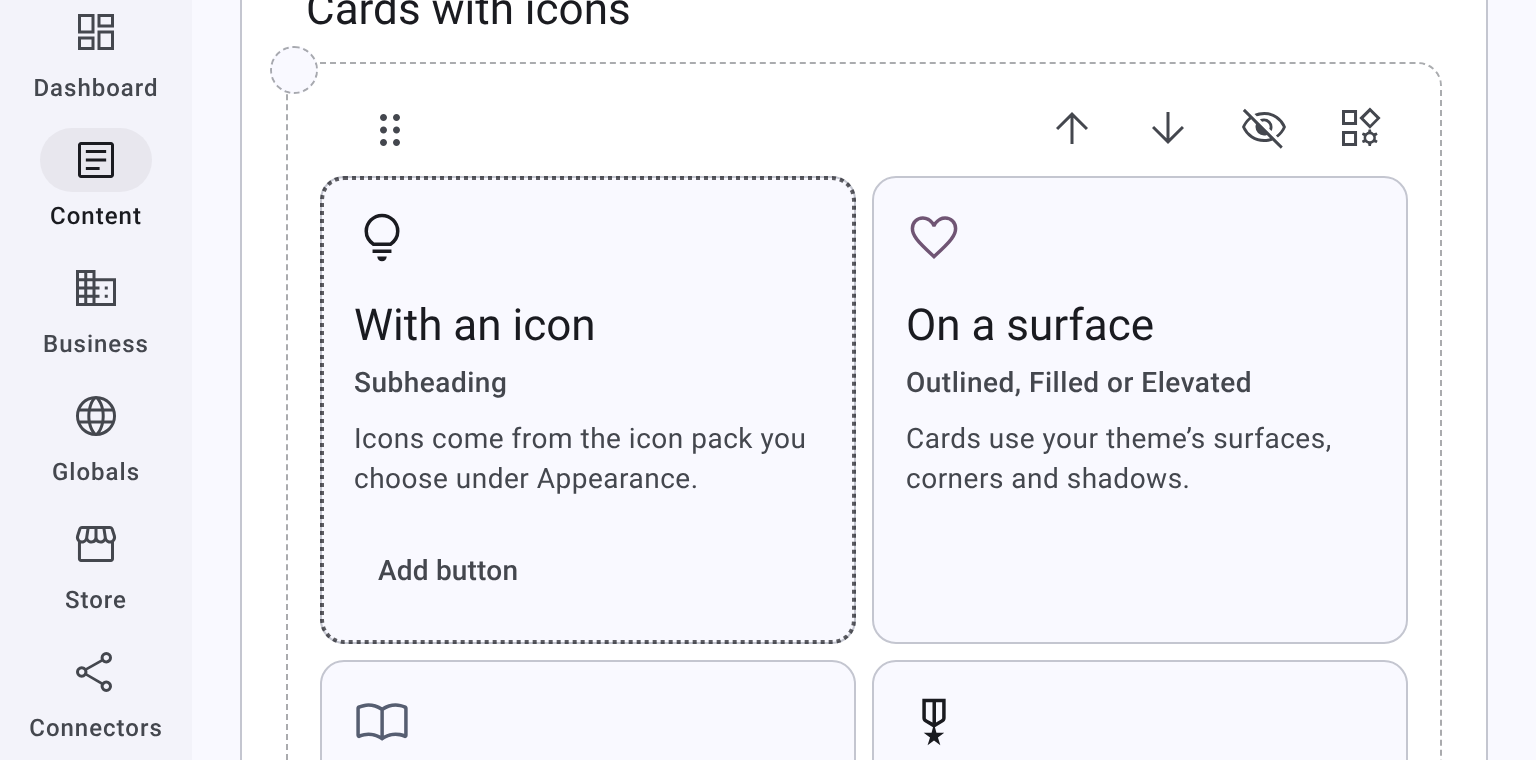 Cards with icons
Dashboard
Content
Business
Globals
Store
Connectors
With an icon
Subheading
Icons come from the icon pack you
choose under Appearance.
Add button
On a surface
Outlined, Filled or Elevated
Cards use your theme’s surfaces,
corners and shadows.